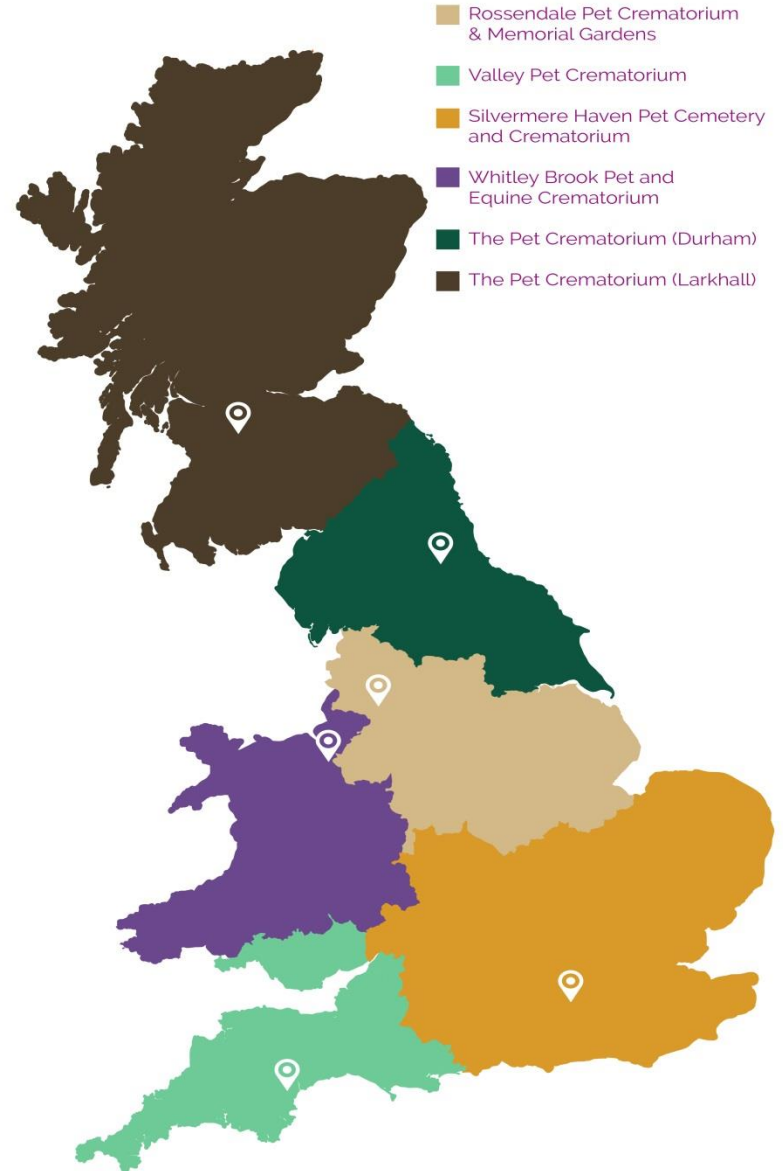 Rossendale Pet Crematorium
& Memorial Gardens
Valley Pet Crematorium
Silvermere Haven Pet Cemetery
and Crematorium
Whitley Brook Pet and
Equine Crematorium
The Pet Crematorium (Durham)
The Pet Crematorium (Larkhall)